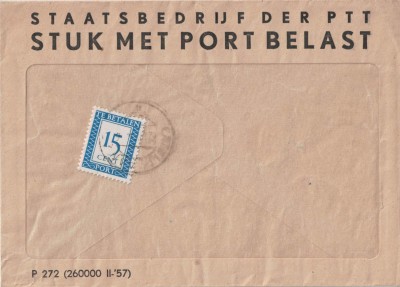 STAATSBEDRIJF DER PTT
STUK MET PORT BELAST
TE BETALEN
15
CENT
PORT
P 272 (260000 II-'57)